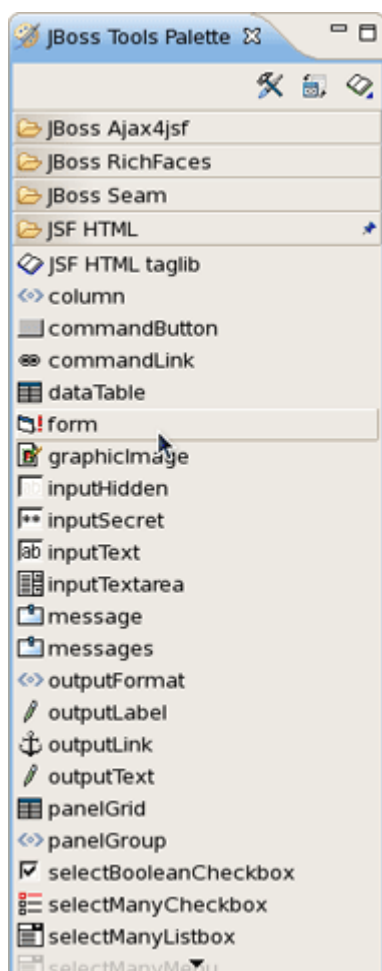 JBoss Tools Palette
JBoss Ajax4jsf
JBoss RichFaces
JBoss Seam
JSF HTML
JSF HTML taglib
column
commandButton
commandLink
dataTable
form
graphicImage
inputHidden
inputSecret
inputText
inputTextarea
message
messages
outputFormat
outputLabel
outputLink
outputText
panelGrid
panelGroup
selectBooleanCheckbox
selectManyCheckbox
selectManyListbox
selectManyMenu